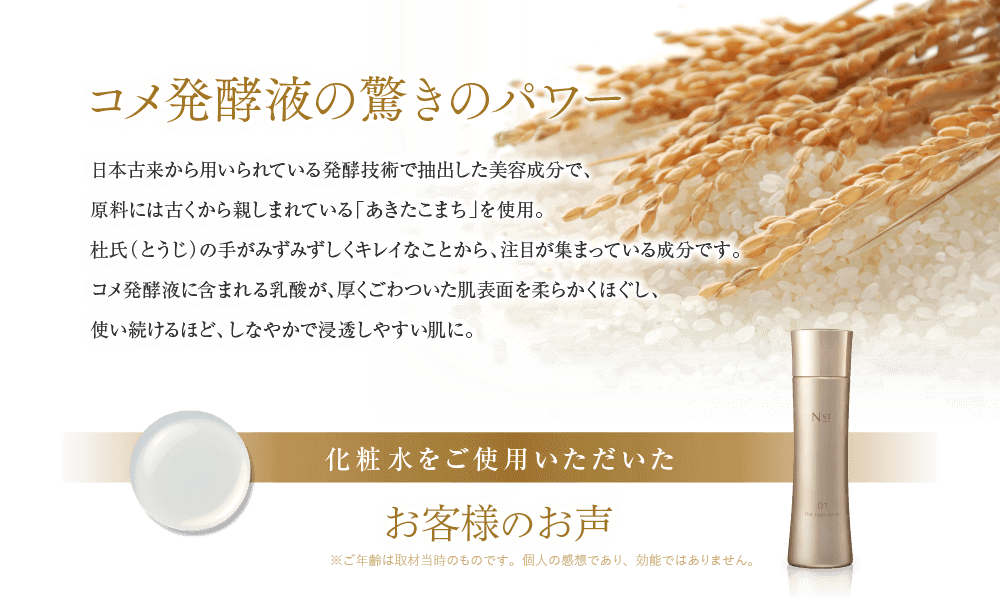 コメ発酵液の驚きのパワー
日本古来から用いられている発酵技術で抽出した美容成分で、
原料には古くから親しまれている「あきたこまち」を使用。
杜氏（とうじ）の手がみずみずしくキレイなことから、注目が集まっている成分です。
コメ発酵液に含まれる乳酸が、厚くごわついた肌表面を柔らかくほぐし、
使い続けるほど、しなやかで浸透しやすい肌に。
化粧水をご使用いただいた
お客様のお声
※ご年齢は取材当時のものです。個人の感想であり、効能ではありません。
01